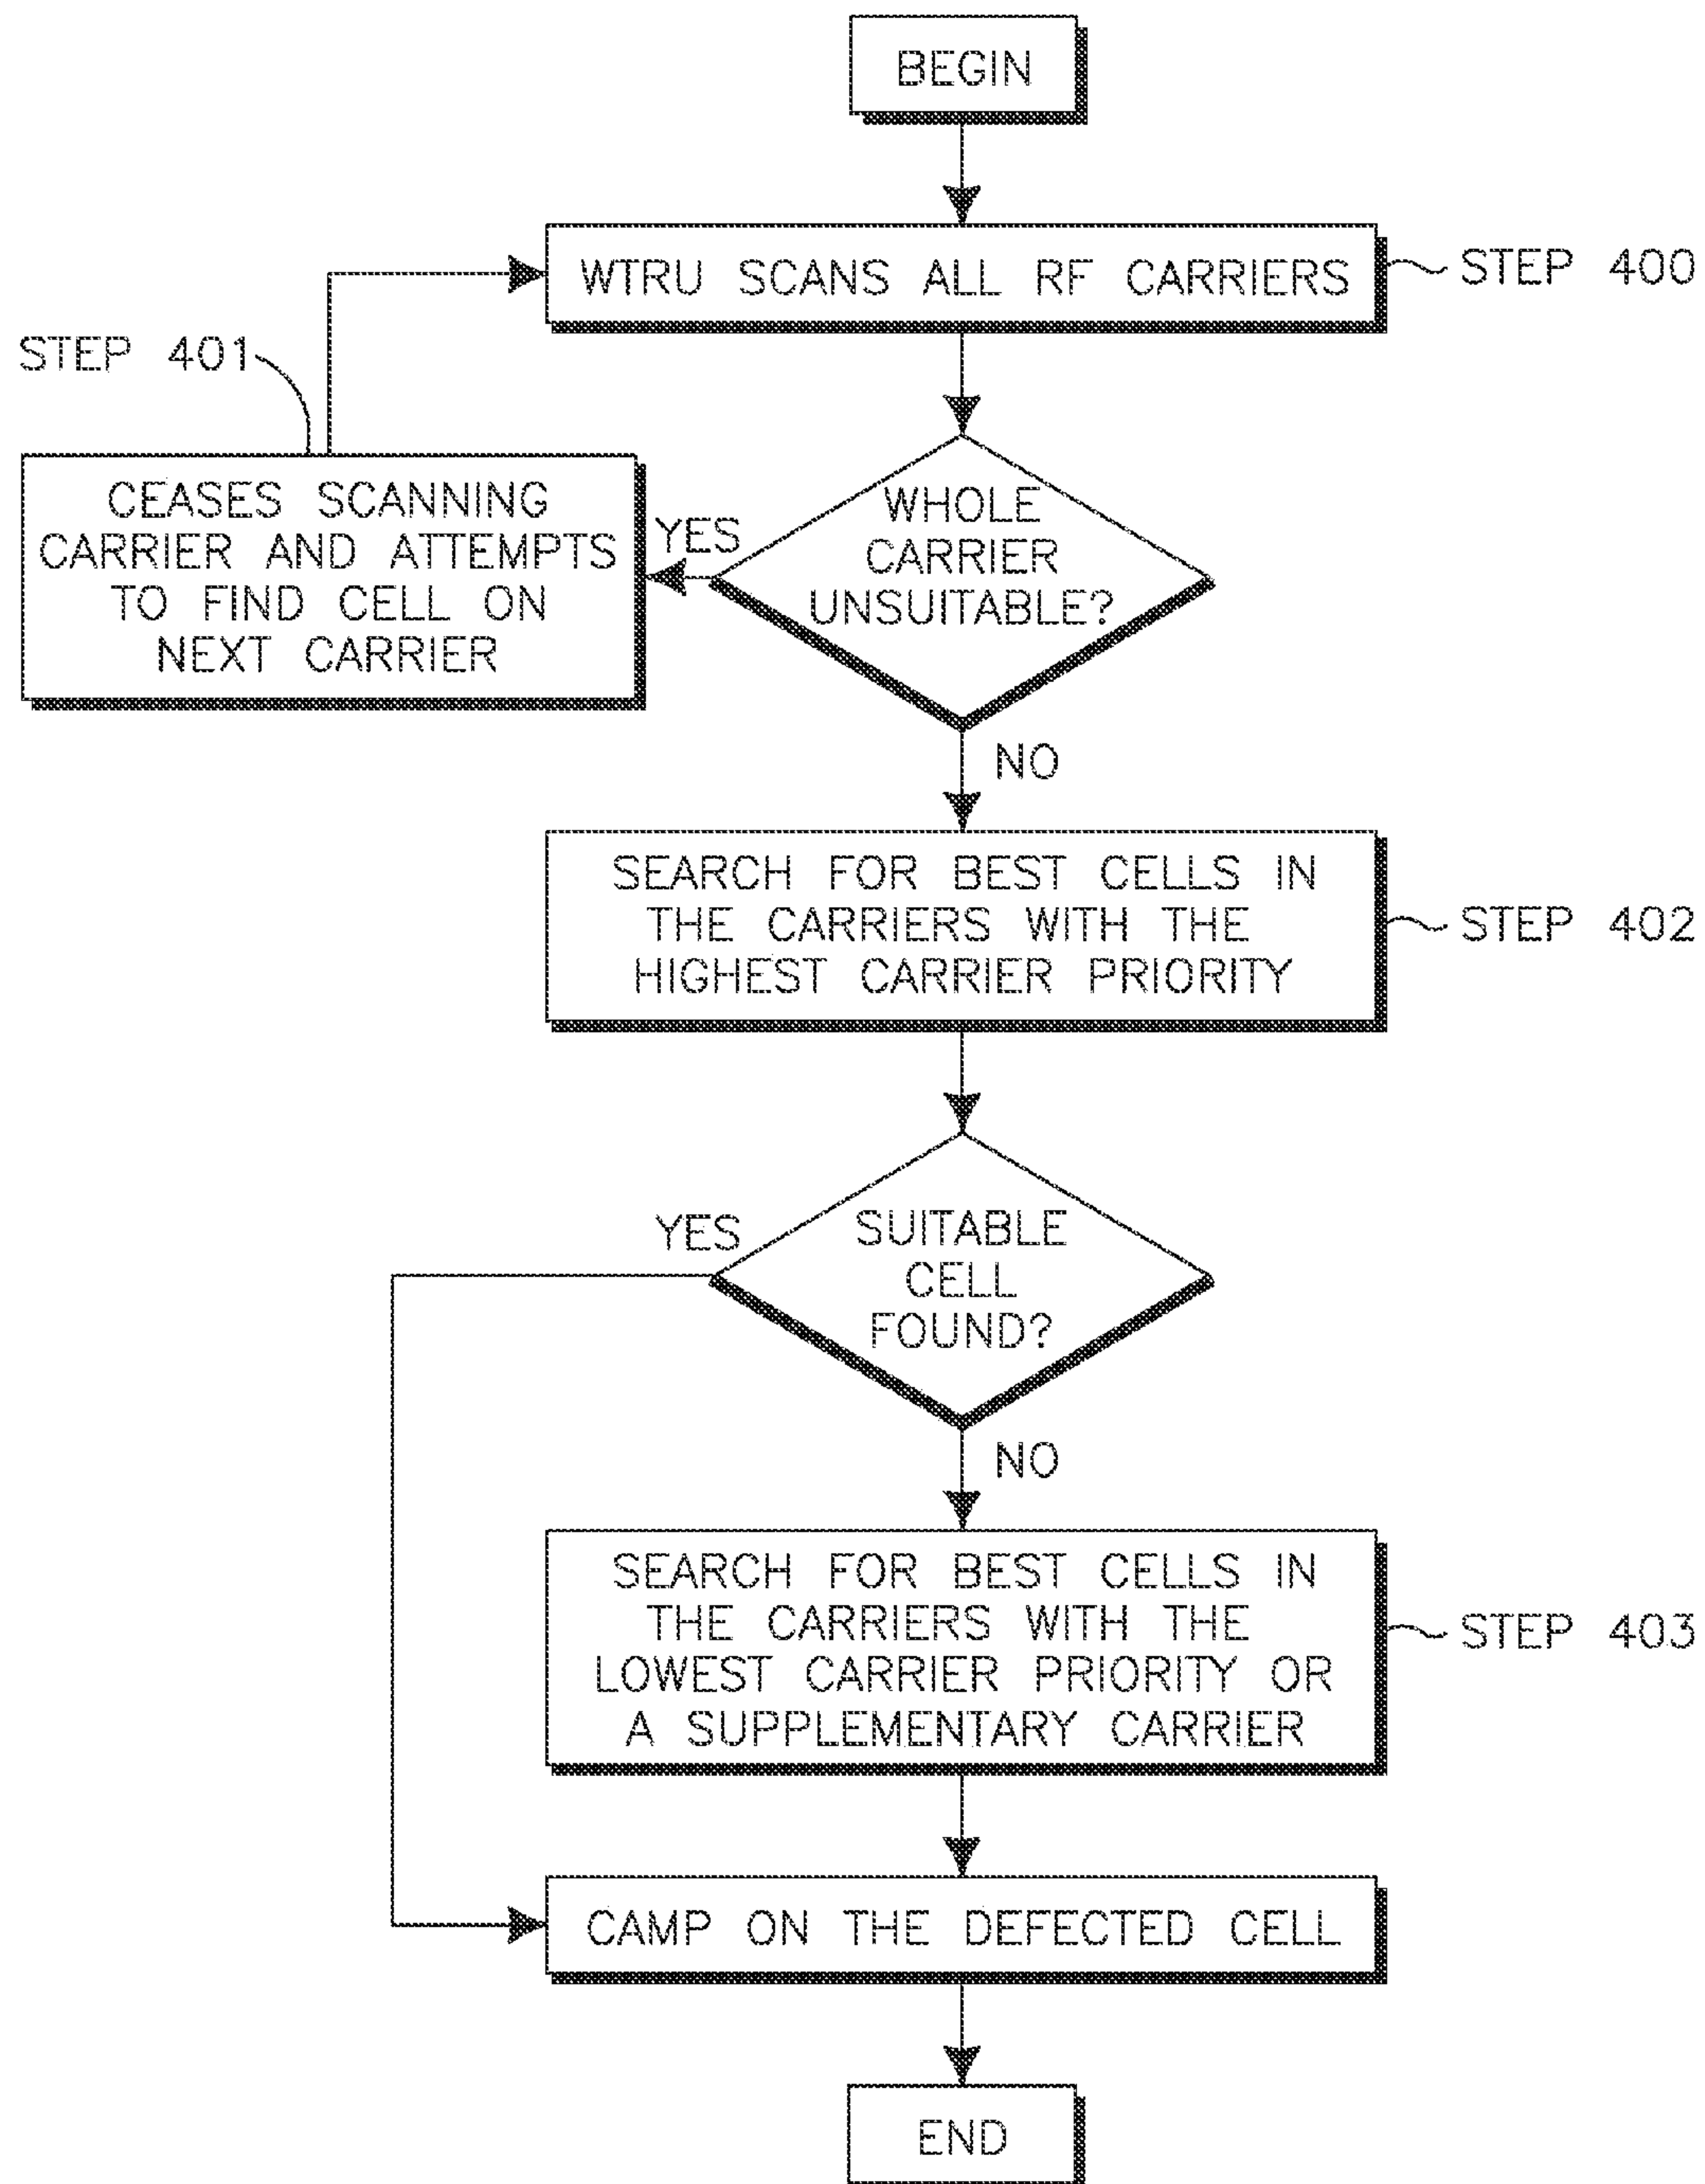 BEGIN
WTRU SCANS ALL RF CARRIERS
STEP 400
STEP 401
CEASES SCANNING
CARRIER AND ATTEMPTS
TO FIND CELL ON
NEXT CARRIER
YES
WHOLE
CARRIER
UNSUITABLE?
NO
SEARCH FOR BEST CELLS IN
THE CARRIERS WITH THE
HIGHEST CARRIER PRIORITY
STEP 402
YES
SUITABLE
CELL
FOUND?
NO
SEARCH FOR BEST CELLS IN
THE CARRIERS WITH THE
LOWEST CARRIER PRIORITY OR
A SUPPLEMENTARY CARRIER
STEP 403
CAMP ON THE DEFECTED CELL
END